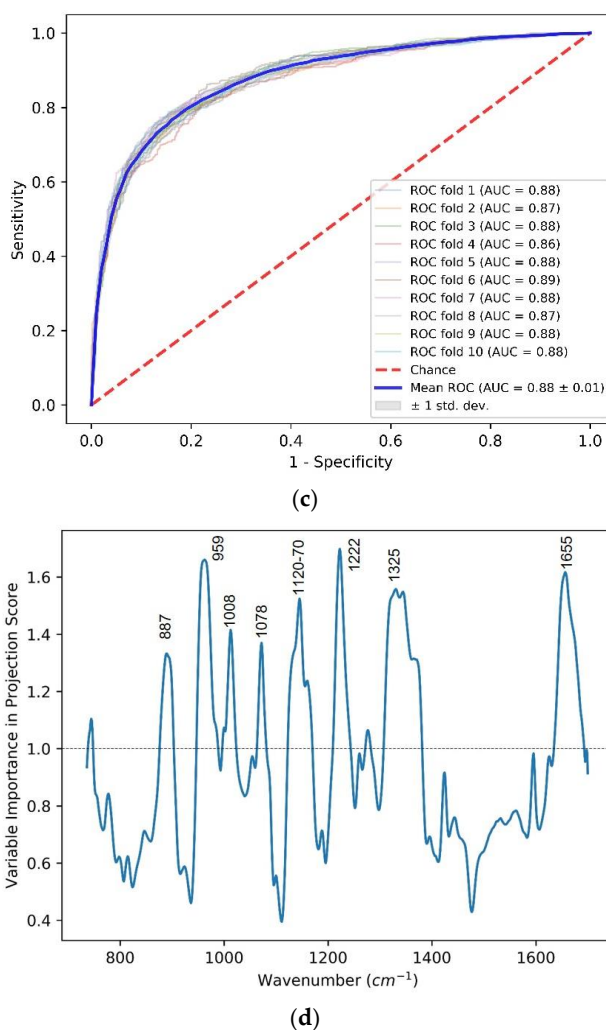 1.0
0.8
0.6
0.4
0.2
0.0
Sensitivity
ROC fold 1 (AUC = 0.88)
ROC fold 2 (AUC = 0.87)
ROC fold 3 (AUC = 0.88)
ROC fold 4 (AUC = 0.86)
ROC fold 5 (AUC = 0.88)
ROC fold 6 (AUC = 0.89)
ROC fold 7 (AUC = 0.88)
ROC fold 8 (AUC = 0.87)
ROC fold 9 (AUC = 0.88)
ROC fold 10 (AUC = 0.88)
Chance
Mean ROC (AUC = 0.88 ± 0.01)
± 1 std. dev.
0.0 0.2 0.4 0.6 0.8 1.0
1 - Specificity
(c)
887
959
1008
1078
1120-70
1222
1325
1655
1.6
1.4
1.2
1.0
0.8
0.6
0.4
Variable Importance in Projection Score
800 1000 1200 1400 1600
Wavenumber (cm⁻¹)
(d)